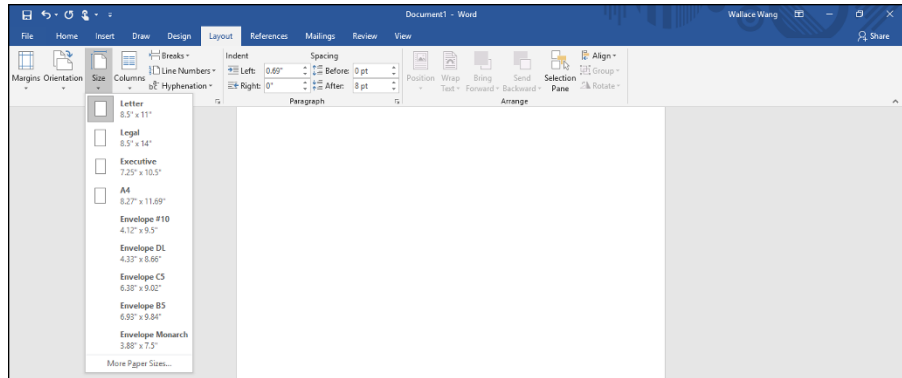 Document1 - Word
Wallace Wang
File Home Insert Draw Design Layout References Mailings Review View
Share
Margins
Orientation
Size
Columns
Breaks
Line Numbers
Hyphenation
Indent
Left: 0.69"
Right: 0"
Spacing
Before: 0 pt
After: 8 pt
Paragraph
Position
Wrap Text
Bring Forward
Send Backward
Selection Pane
Align
Group
Rotate
Arrange
Letter
8.5" x 11"
Legal
8.5" x 14"
Executive
7.25" x 10.5"
A4
8.27" x 11.69"
Envelope #10
4.12" x 9.5"
Envelope DL
4.33" x 8.66"
Envelope C5
6.38" x 9.02"
Envelope B5
6.93" x 9.84"
Envelope Monarch
3.88" x 7.5"
More Paper Sizes...